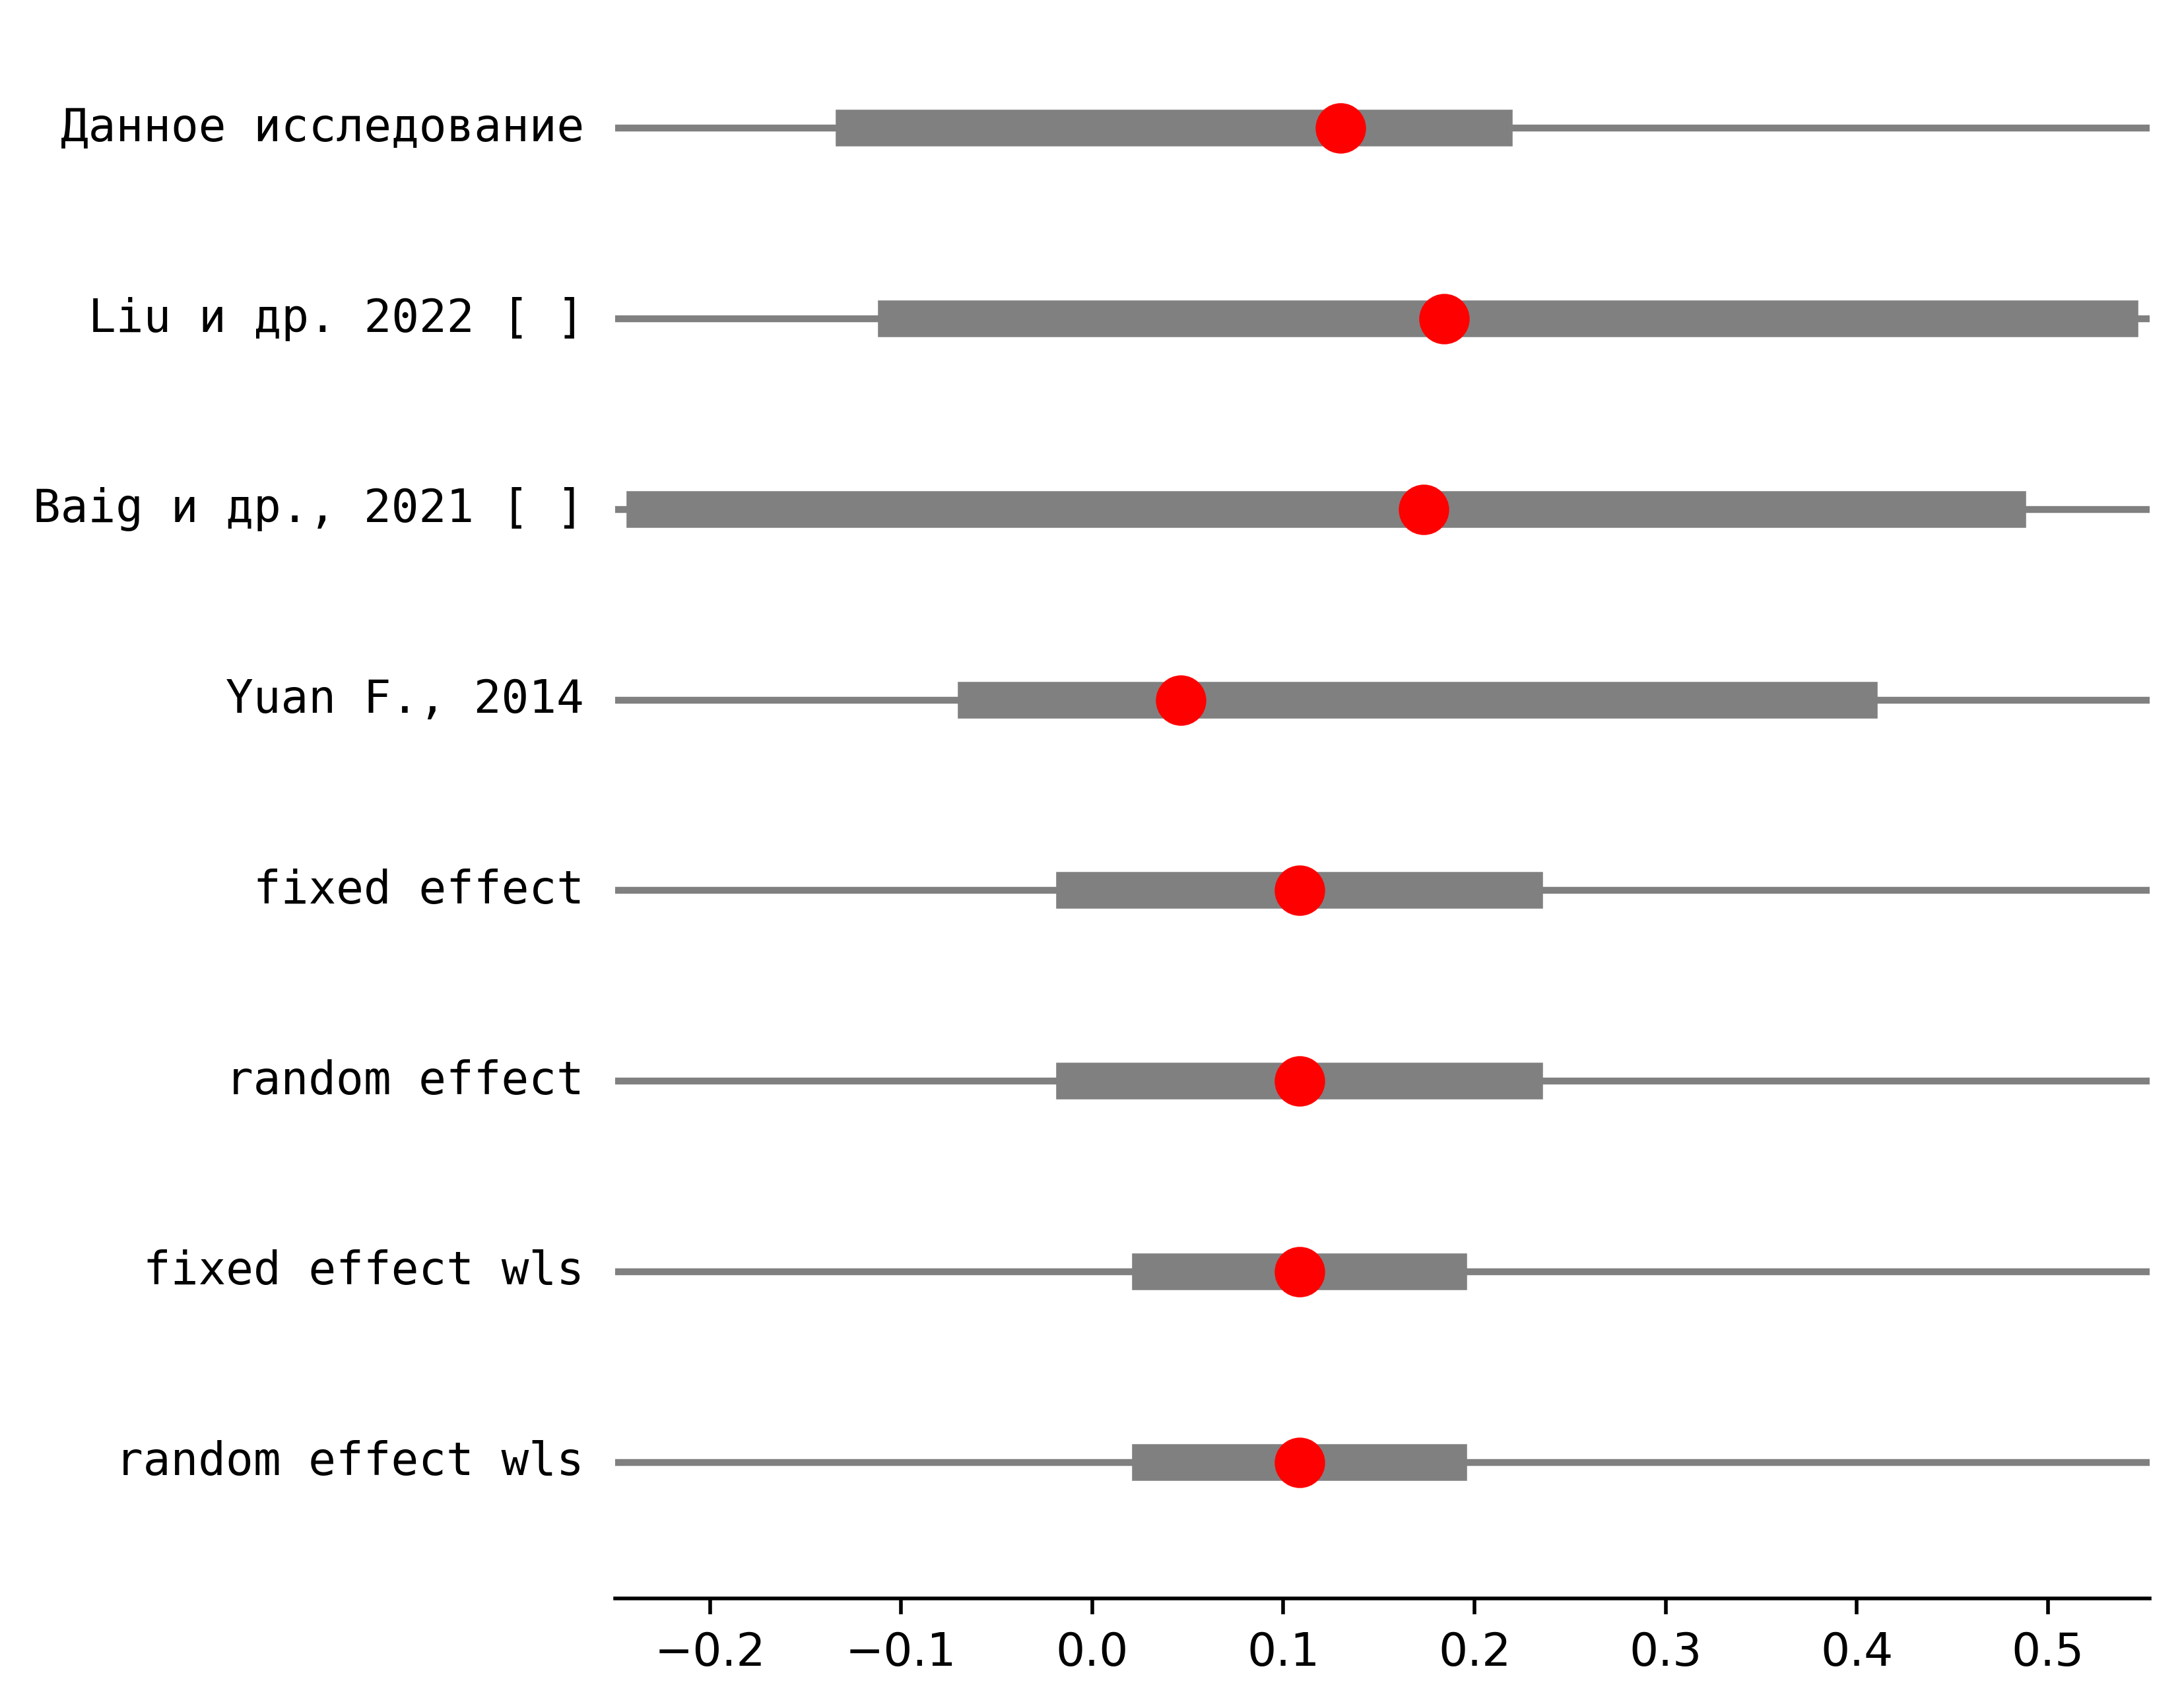 Данное исследование
Liu и др. 2022 [ ]
Baig и др., 2021 [ ]
Yuan F., 2014
fixed effect
random effect
fixed effect wls
random effect wls
−0.2 −0.1 0.0 0.1 0.2 0.3 0.4 0.5